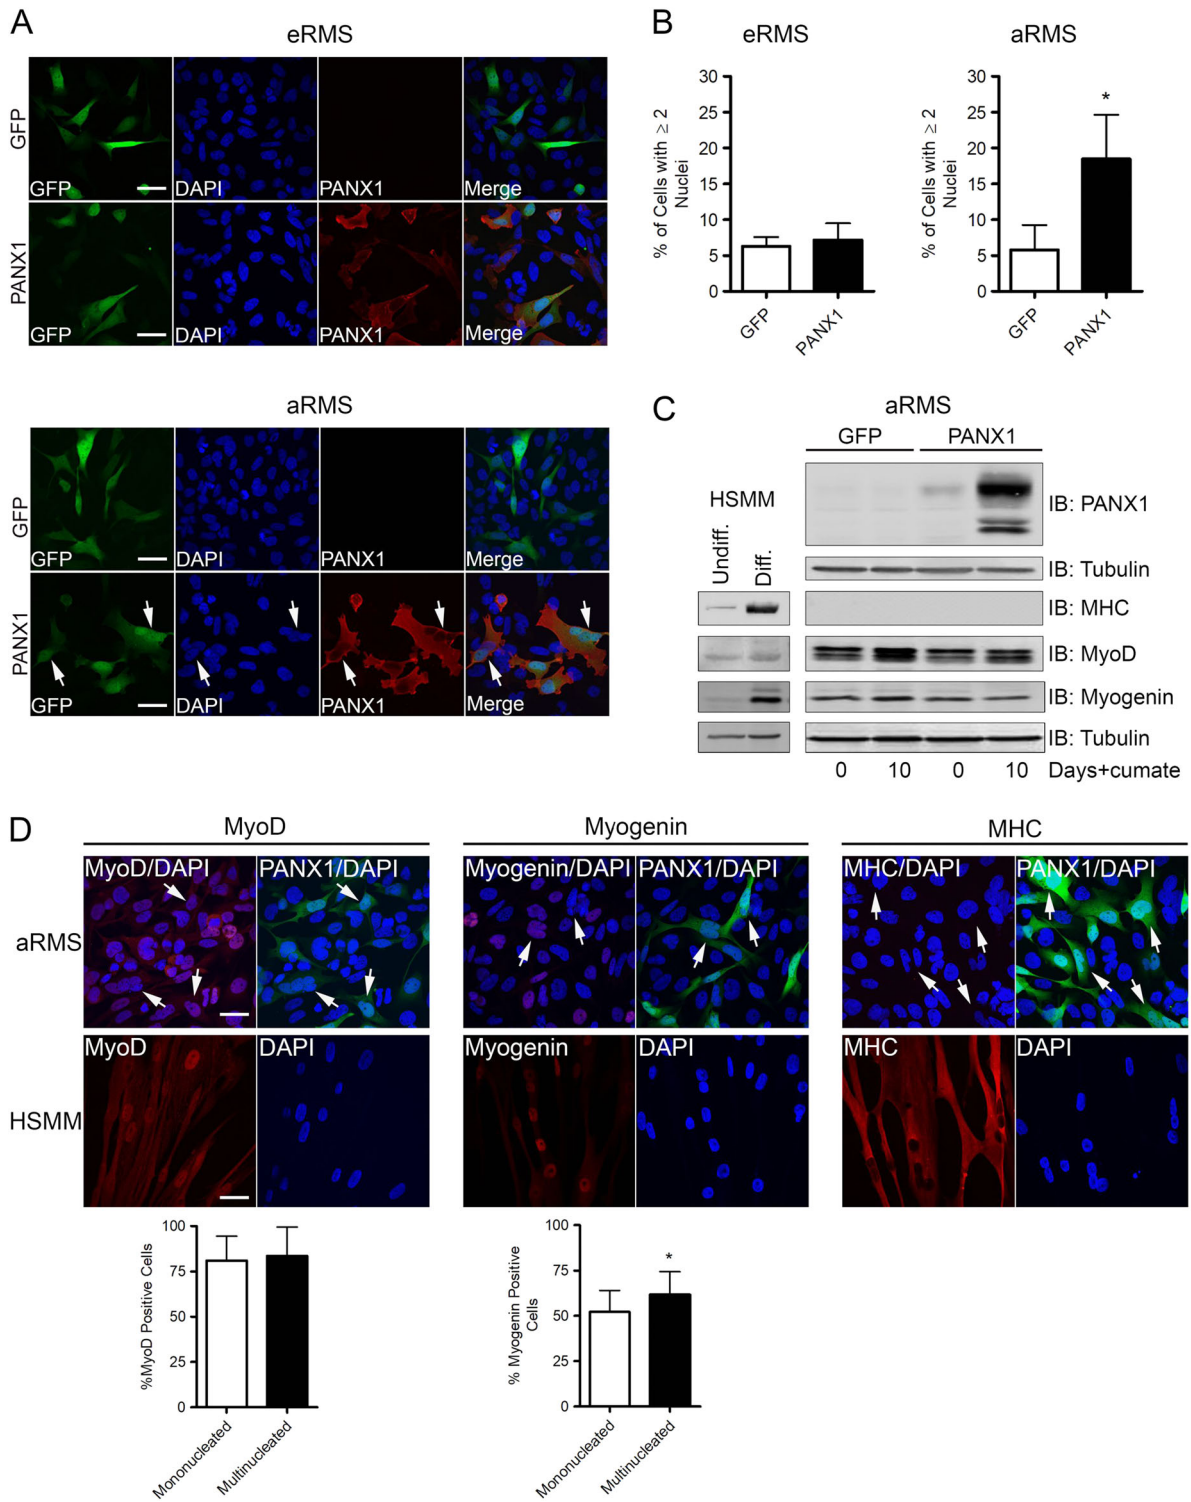 A
eRMS
GFP
GFP
DAPI
PANX1
Merge
PANX1
GFP
DAPI
PANX1
Merge
aRMS
GFP
GFP
DAPI
PANX1
Merge
PANX1
GFP
DAPI
PANX1
Merge
B
eRMS
% of Cells with ≥ 2
Nuclei
30
25
20
15
10
5
0
GFP
PANX1
aRMS
% of Cells with ≥ 2
Nuclei
30
25
20
15
10
5
0
*
GFP
PANX1
C
aRMS
GFP
PANX1
HSMM
Undiff.
Diff.
IB: PANX1
IB: Tubulin
IB: MHC
IB: MyoD
IB: Myogenin
IB: Tubulin
0 10 0 10 Days+cumate
D
MyoD
Myogenin
MHC
aRMS
MyoD/DAPI
PANX1/DAPI
Myogenin/DAPI
PANX1/DAPI
MHC/DAPI
PANX1/DAPI
HSMM
MyoD
DAPI
Myogenin
DAPI
MHC
DAPI
%MyoD Positive Cells
100
75
50
25
0
Mononucleated
Multinucleated
% Myogenin Positive
Cells
100
75
50
25
0
*
Mononucleated
Multinucleated